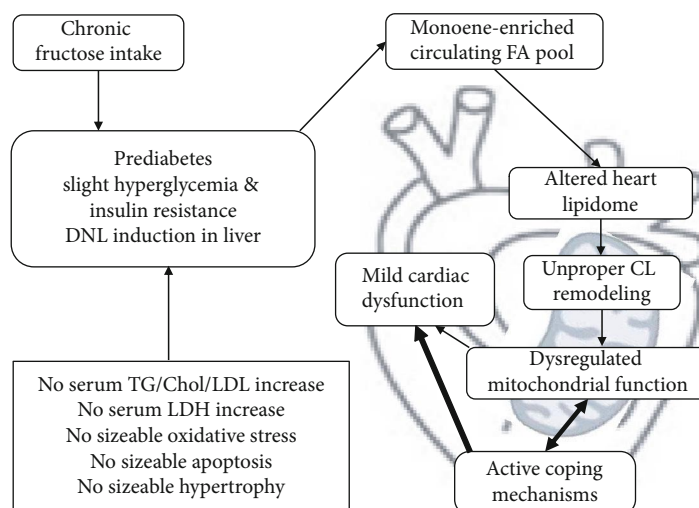 Chronic
fructose intake
Monoene-enriched
circulating FA pool
Prediabetes
slight hyperglycemia &
insulin resistance
DNL induction in liver
Altered heart
lipidome
Mild cardiac
dysfunction
Unproper CL
remodeling
Dysregulated
mitochondrial function
No serum TG/Chol/LDL increase
No serum LDH increase
No sizeable oxidative stress
No sizeable apoptosis
No sizeable hypertrophy
Active coping
mechanisms